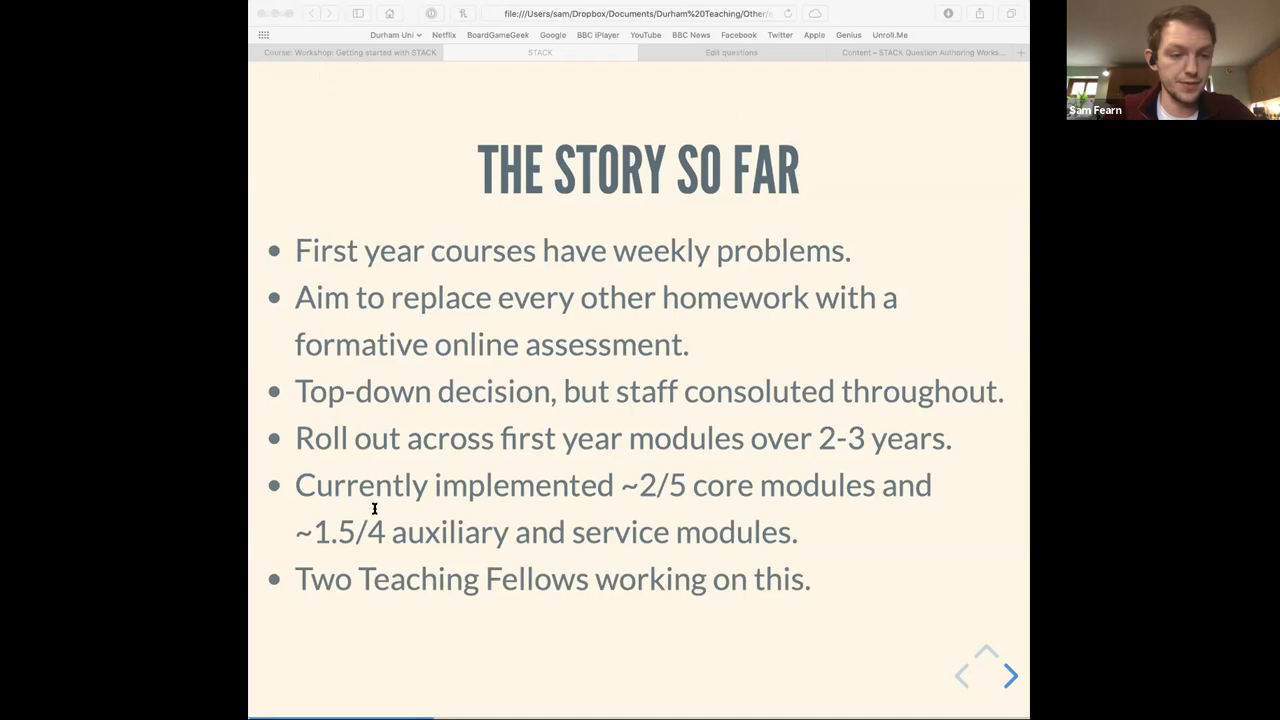 file:///Users/sam/Dropbox/Documents/Durham%20Teaching/Other/
Durham Uni Netflix BoardGameGeek Google BBC iPlayer YouTube BBC News Facebook Twitter Apple Genius Unroll.Me
Course: Workshop: Getting started with STACK STACK Edit questions Content – STACK Question Authoring Works...
Sam Fearn
THE STORY SO FAR
First year courses have weekly problems.
Aim to replace every other homework with a
formative online assessment.
Top-down decision, but staff consoluted throughout.
Roll out across first year modules over 2-3 years.
Currently implemented ~2/5 core modules and
~1.5/4 auxiliary and service modules.
Two Teaching Fellows working on this.